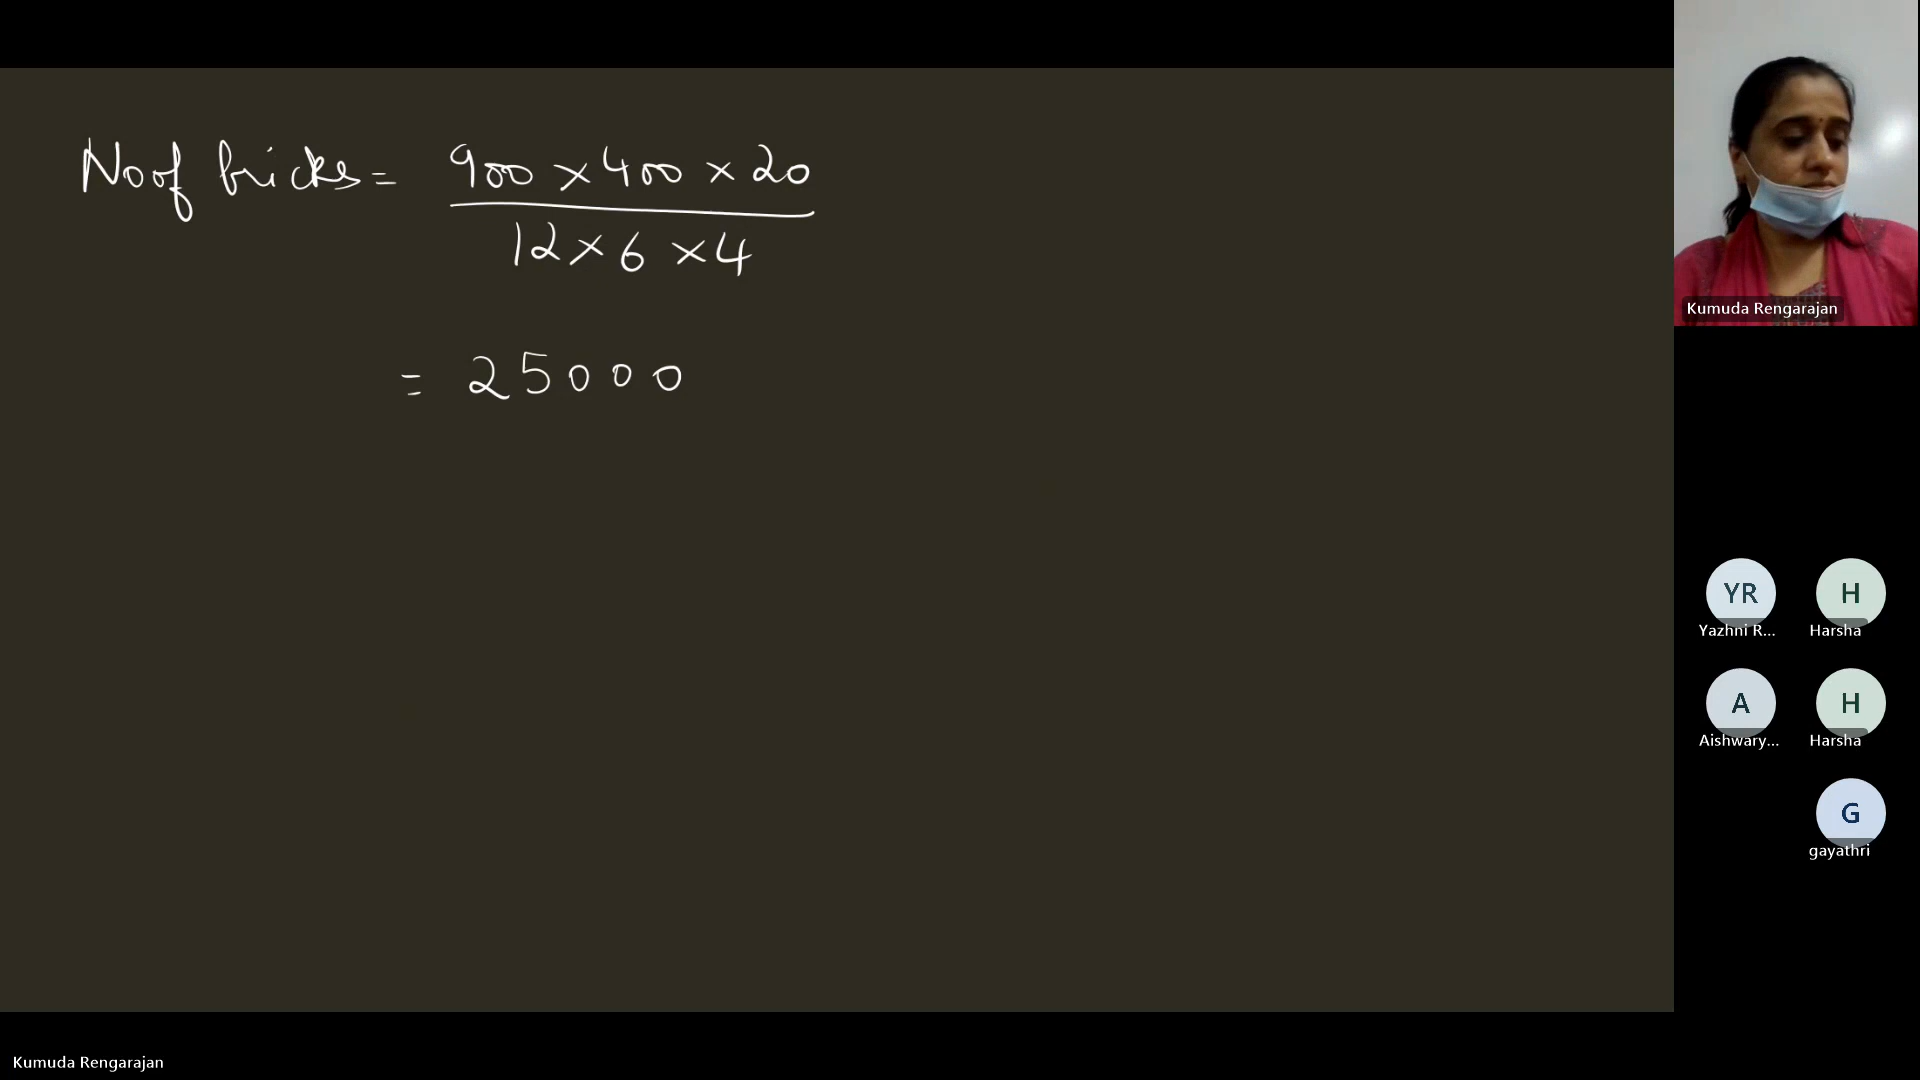 No of bricks = 900 × 400 × 20
12 × 6 × 4
= 25000
Kumuda Rengarajan
YR
H
Yazhni R...
Harsha
A
H
Aishwary...
Harsha
G
gayathri
Kumuda Rengarajan